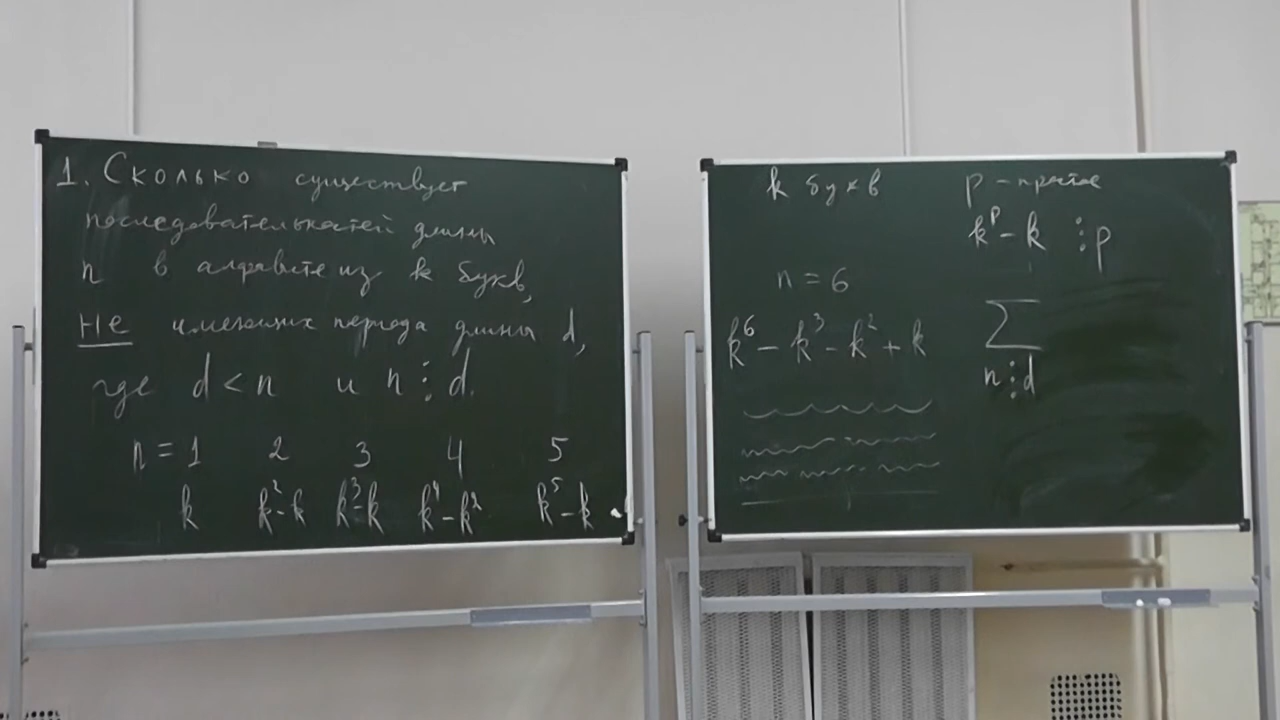 1. Сколько существует
последовательностей длины
n в алфавите из k букв,
не имеющих периода длины d,
где d < n и n ⋮ d.
n = 1 2 3 4 5
k k²-k k³-k k⁴-k² k⁵-k
k букв p - простое
kᵖ - k ⋮ p
n = 6
k⁶ - k³ - k² + k
∑
n ⋮ d